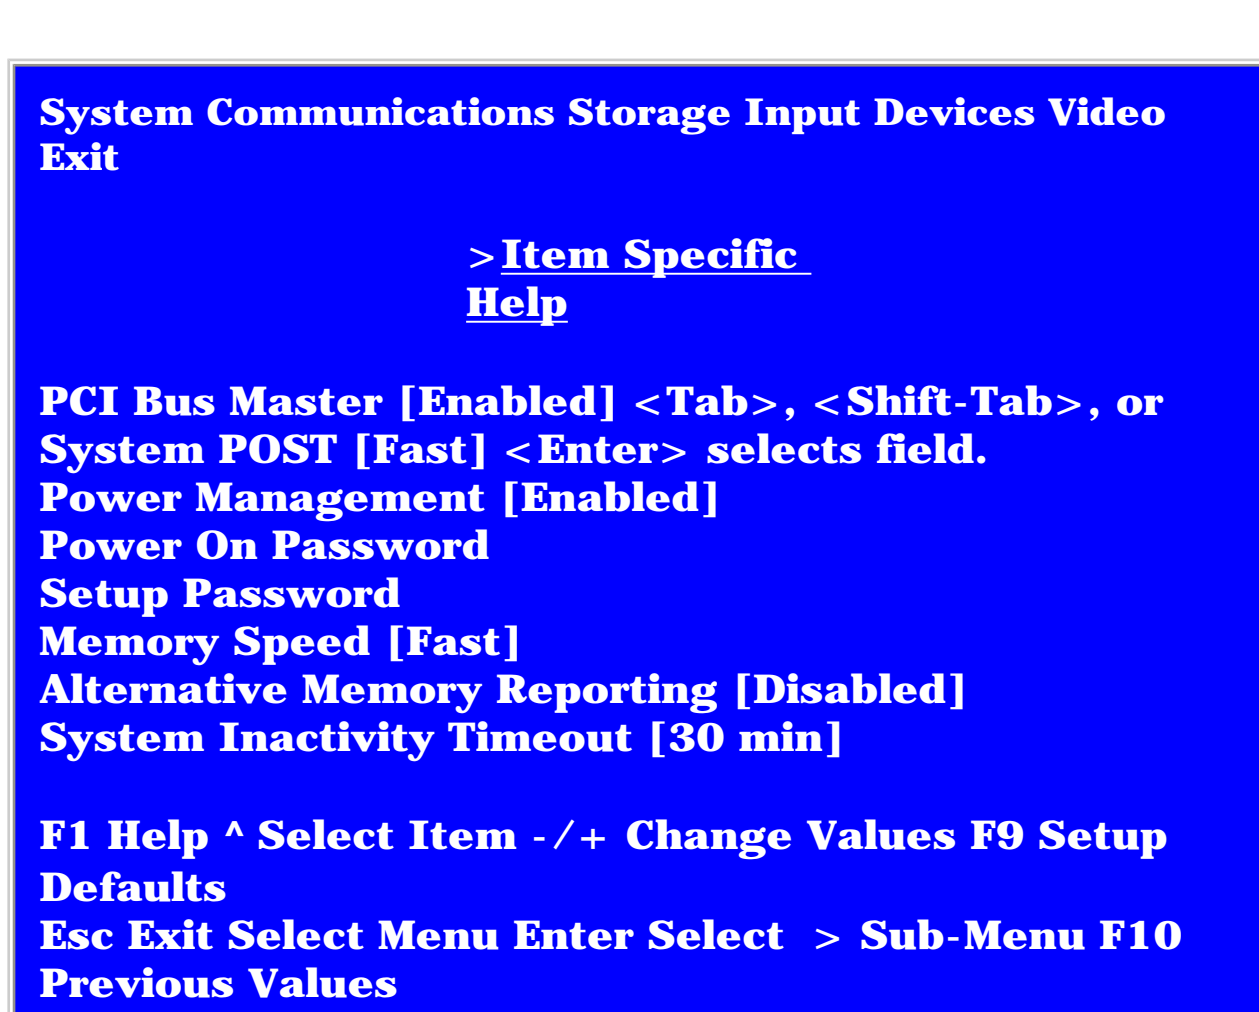 System Communications Storage Input Devices Video
Exit
>Item Specific
Help
PCI Bus Master [Enabled] <Tab>, <Shift-Tab>, or
System POST [Fast] <Enter> selects field.
Power Management [Enabled]
Power On Password
Setup Password
Memory Speed [Fast]
Alternative Memory Reporting [Disabled]
System Inactivity Timeout [30 min]
F1 Help ^ Select Item -/+ Change Values F9 Setup
Defaults
Esc Exit Select Menu Enter Select > Sub-Menu F10
Previous Values